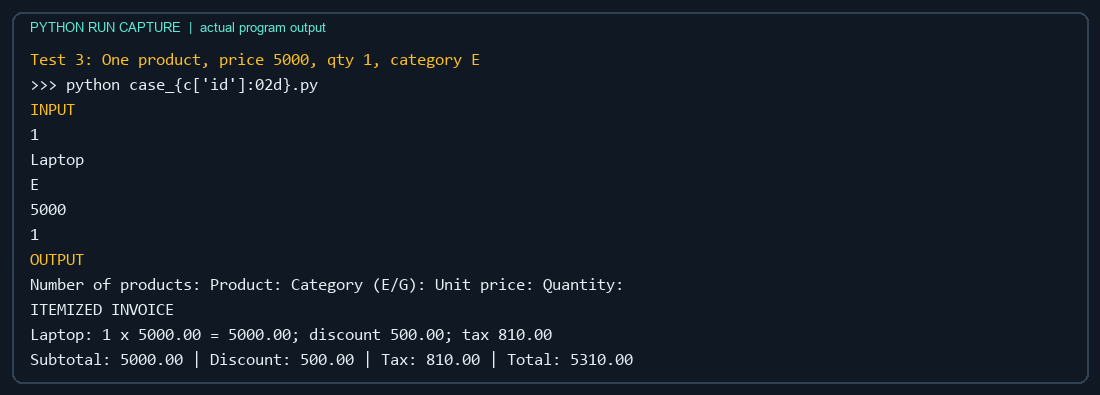 PYTHON RUN CAPTURE | actual program output
Test 3: One product, price 5000, qty 1, category E
>>> python case_{c['id']:02d}.py
INPUT
1
Laptop
E
5000
1
OUTPUT
Number of products: Product: Category (E/G): Unit price: Quantity:
ITEMIZED INVOICE
Laptop: 1 x 5000.00 = 5000.00; discount 500.00; tax 810.00
Subtotal: 5000.00 | Discount: 500.00 | Tax: 810.00 | Total: 5310.00